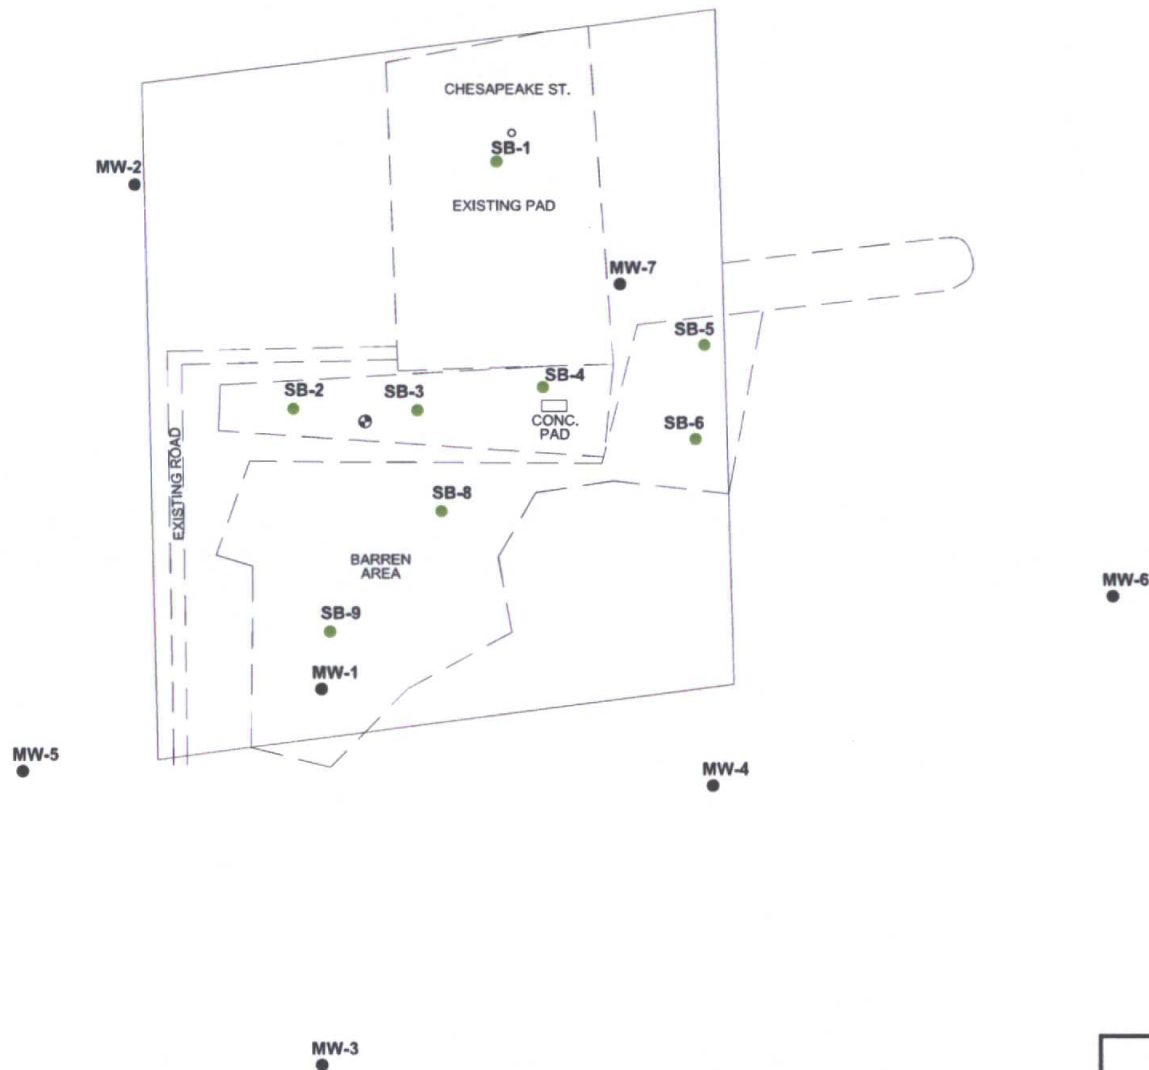 CHESAPEAKE ST.
SB-1
MW-2
EXISTING PAD
MW-7
SB-5
SB-4
SB-2
SB-3
CONC.
PAD
SB-6
EXISTING ROAD
SB-8
BARREN
AREA
MW-6
SB-9
MW-1
MW-5
MW-4
MW-3